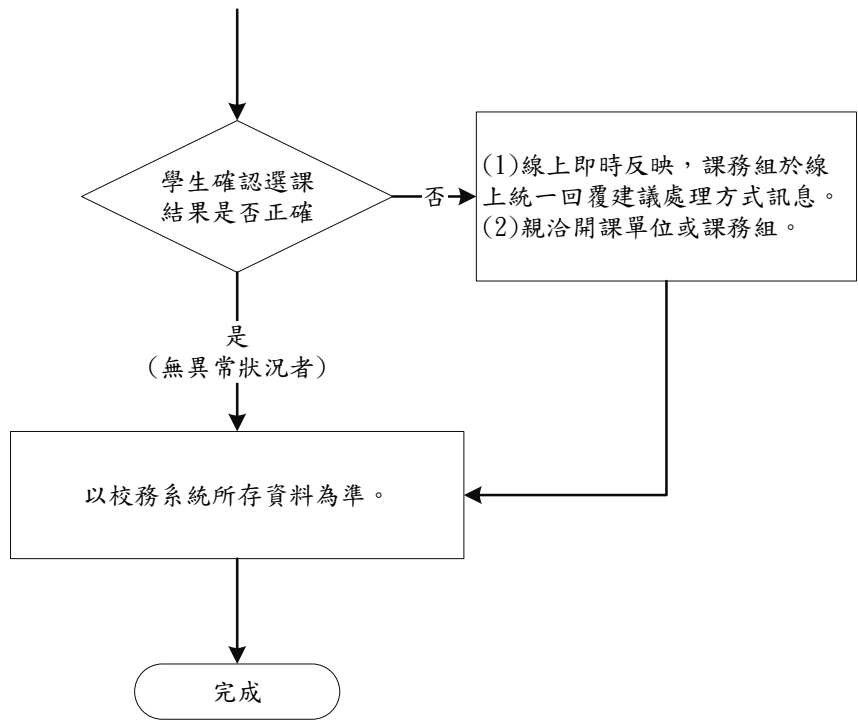 學生確認選課
結果是否正確
否
(1)線上即時反映，課務組於線
上統一回覆建議處理方式訊息。
(2)親洽開課單位或課務組。
是
(無異常狀況者)
以校務系統所存資料為準。
完成